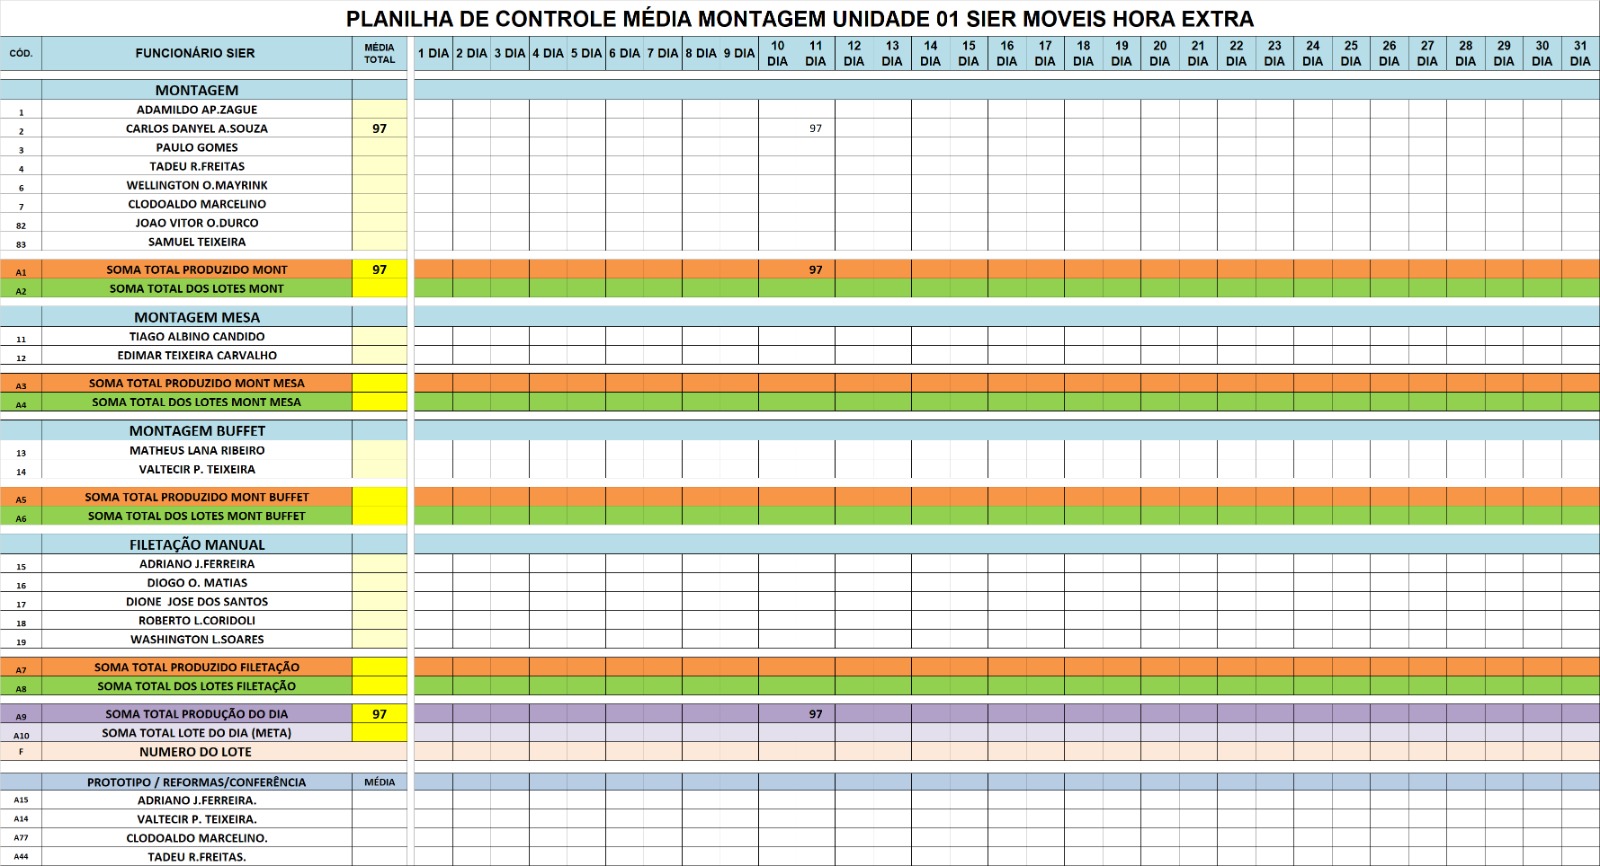 PLANILHA DE CONTROLE MÉDIA MONTAGEM UNIDADE 01 SIER MOVEIS HORA EXTRA
CÓD. FUNCIONÁRIO SIER MÉDIA TOTAL 1 DIA 2 DIA 3 DIA 4 DIA 5 DIA 6 DIA 7 DIA 8 DIA 9 DIA 10 DIA 11 DIA 12 DIA 13 DIA 14 DIA 15 DIA 16 DIA 17 DIA 18 DIA 19 DIA 20 DIA 21 DIA 22 DIA 23 DIA 24 DIA 25 DIA 26 DIA 27 DIA 28 DIA 29 DIA 30 DIA 31 DIA
MONTAGEM
1 ADAMILDO AP.ZAGUE
2 CARLOS DANYEL A.SOUZA 97 97
3 PAULO GOMES
4 TADEU R.FREITAS
6 WELLINGTON O.MAYRINK
7 CLODOALDO MARCELINO
82 JOAO VITOR O.DURCO
83 SAMUEL TEIXEIRA
A1 SOMA TOTAL PRODUZIDO MONT 97 97
A2 SOMA TOTAL DOS LOTES MONT
MONTAGEM MESA
11 TIAGO ALBINO CANDIDO
12 EDIMAR TEIXEIRA CARVALHO
A3 SOMA TOTAL PRODUZIDO MONT MESA
A4 SOMA TOTAL DOS LOTES MONT MESA
MONTAGEM BUFFET
13 MATHEUS LANA RIBEIRO
14 VALTECIR P. TEIXEIRA
A5 SOMA TOTAL PRODUZIDO MONT BUFFET
A6 SOMA TOTAL DOS LOTES MONT BUFFET
FILETAÇÃO MANUAL
15 ADRIANO J.FERREIRA
16 DIOGO O. MATIAS
17 DIONE  JOSE DOS SANTOS
18 ROBERTO L.CORIDOLI
19 WASHINGTON L.SOARES
A7 SOMA TOTAL PRODUZIDO FILETAÇÃO
A8 SOMA TOTAL DOS LOTES FILETAÇÃO
A9 SOMA TOTAL PRODUÇÃO DO DIA 97 97
A10 SOMA TOTAL LOTE DO DIA (META)
F NUMERO DO LOTE
PROTOTIPO / REFORMAS/CONFERÊNCIA MÉDIA
A15 ADRIANO J.FERREIRA.
A14 VALTECIR P. TEIXEIRA.
A77 CLODOALDO MARCELINO.
A44 TADEU R.FREITAS.